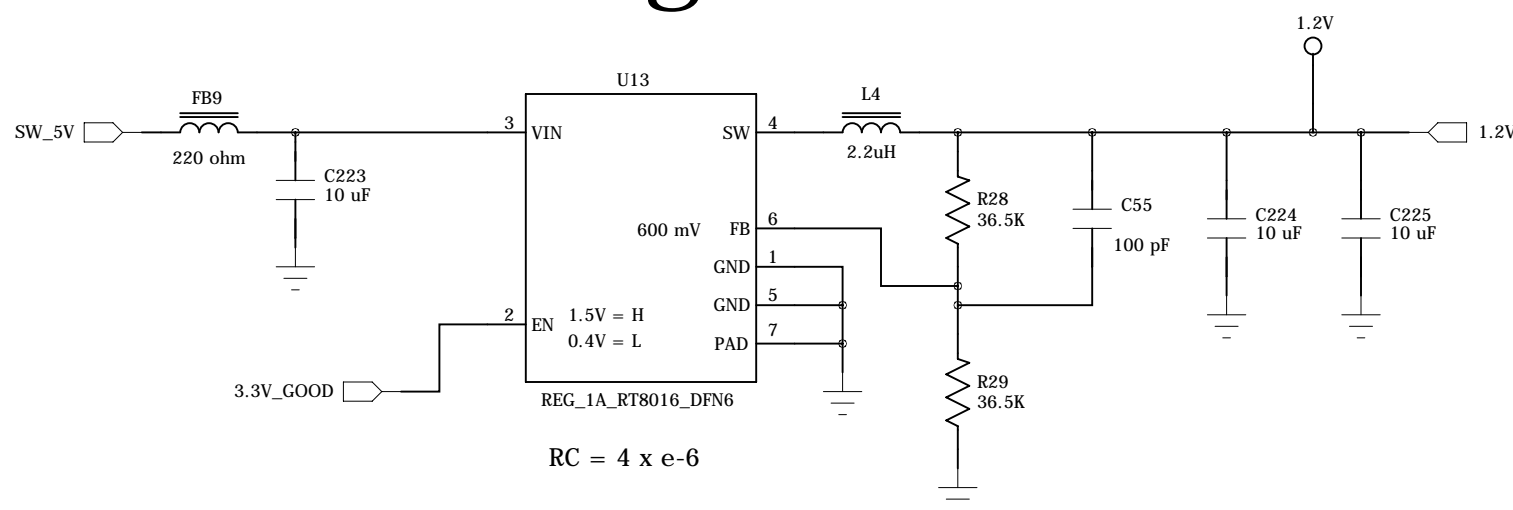 g
1.2V
U13
FB9
L4
SW_5V
3
VIN
SW
4
1.2V
220 ohm
2.2uH
C223
10 uF
R28
36.5K
C55
100 pF
C224
10 uF
C225
10 uF
600 mV
FB
6
GND
1
GND
5
2
EN
1.5V = H
0.4V = L
PAD
7
3.3V_GOOD
REG_1A_RT8016_DFN6
R29
36.5K
RC = 4 x e-6